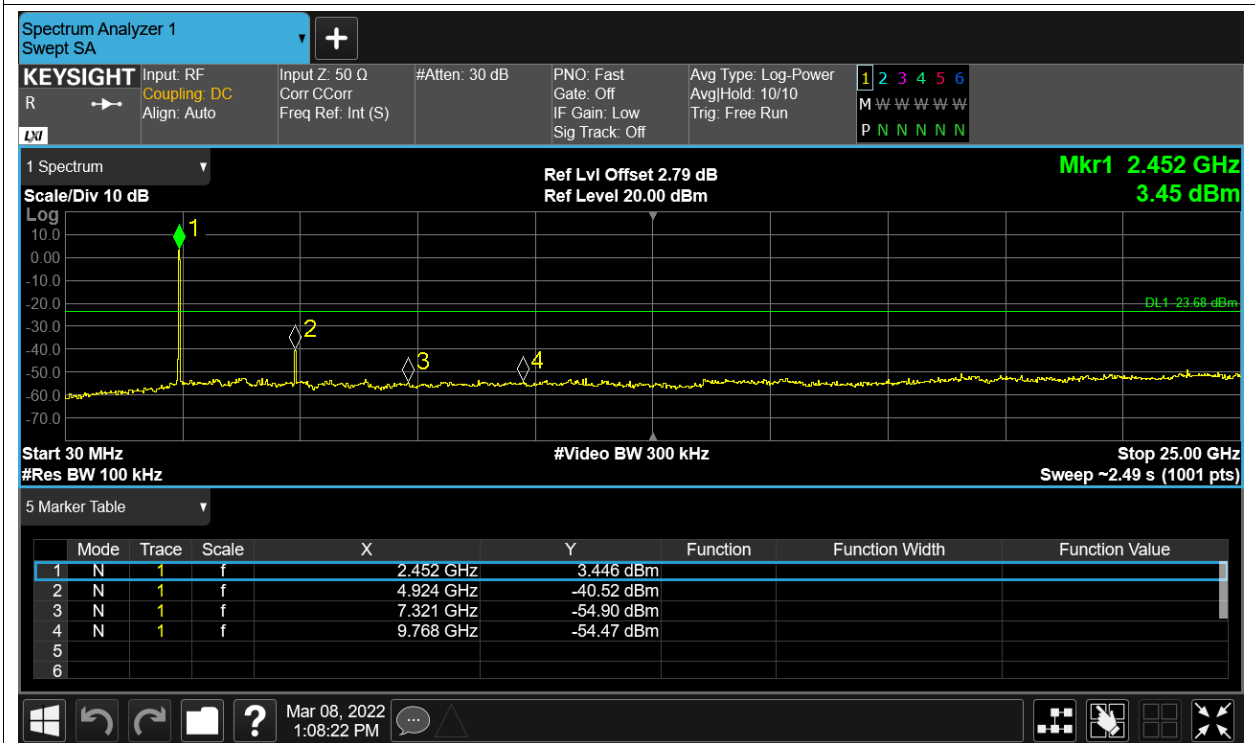 Spectrum Analyzer 1
Swept SA
KEYSIGHT Input: RF Input Z: 50 Ω #Atten: 30 dB PNO: Fast Avg Type: Log-Power 1 2 3 4 5 6
R Coupling: DC Corr CCorr Gate: Off Avg|Hold: 10/10 M W W W W W
Align: Auto Freq Ref: Int (S) IF Gain: Low Trig: Free Run
LXI Sig Track: Off P N N N N N
1 Spectrum Ref Lvl Offset 2.79 dB Mkr1 2.452 GHz
Scale/Div 10 dB Ref Level 20.00 dBm 3.45 dBm
Log
10.0 1
0.00
-10.0
-20.0 DL1 23.68 dBm
-30.0 2
-40.0 3 4
-50.0
-60.0
-70.0
Start 30 MHz #Video BW 300 kHz Stop 25.00 GHz
#Res BW 100 kHz Sweep ~2.49 s (1001 pts)
5 Marker Table
Mode Trace Scale X Y Function Function Width Function Value
1 N 1 f 2.452 GHz 3.446 dBm
2 N 1 f 4.924 GHz -40.52 dBm
3 N 1 f 7.321 GHz -54.90 dBm
4 N 1 f 9.768 GHz -54.47 dBm
5
6
? Mar 08, 2022
1:08:22 PM